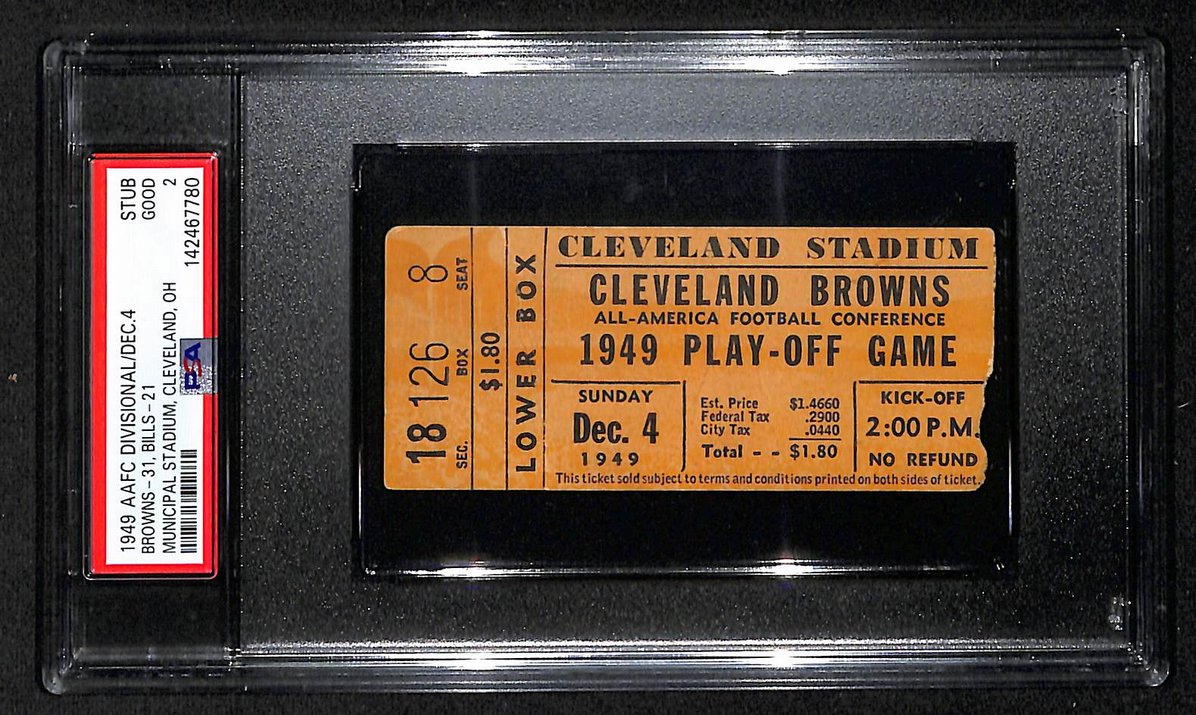 1949 AAFC DIVISIONAL/DEC.4 STUB
BROWNS-31, BILLS-21 GOOD
MUNICIPAL STADIUM, CLEVELAND, OH 2
142467780
PSA
18 126 8
SEC. BOX SEAT
$1.80
LOWER BOX
CLEVELAND STADIUM
CLEVELAND BROWNS
ALL-AMERICA FOOTBALL CONFERENCE
1949 PLAY-OFF GAME
SUNDAY
Dec. 4
1949
Est. Price $1.4660
Federal Tax .2900
City Tax .0440
Total - - $1.80
KICK-OFF
2:00 P.M.
NO REFUND
This ticket sold subject to terms and conditions printed on both sides of ticket.